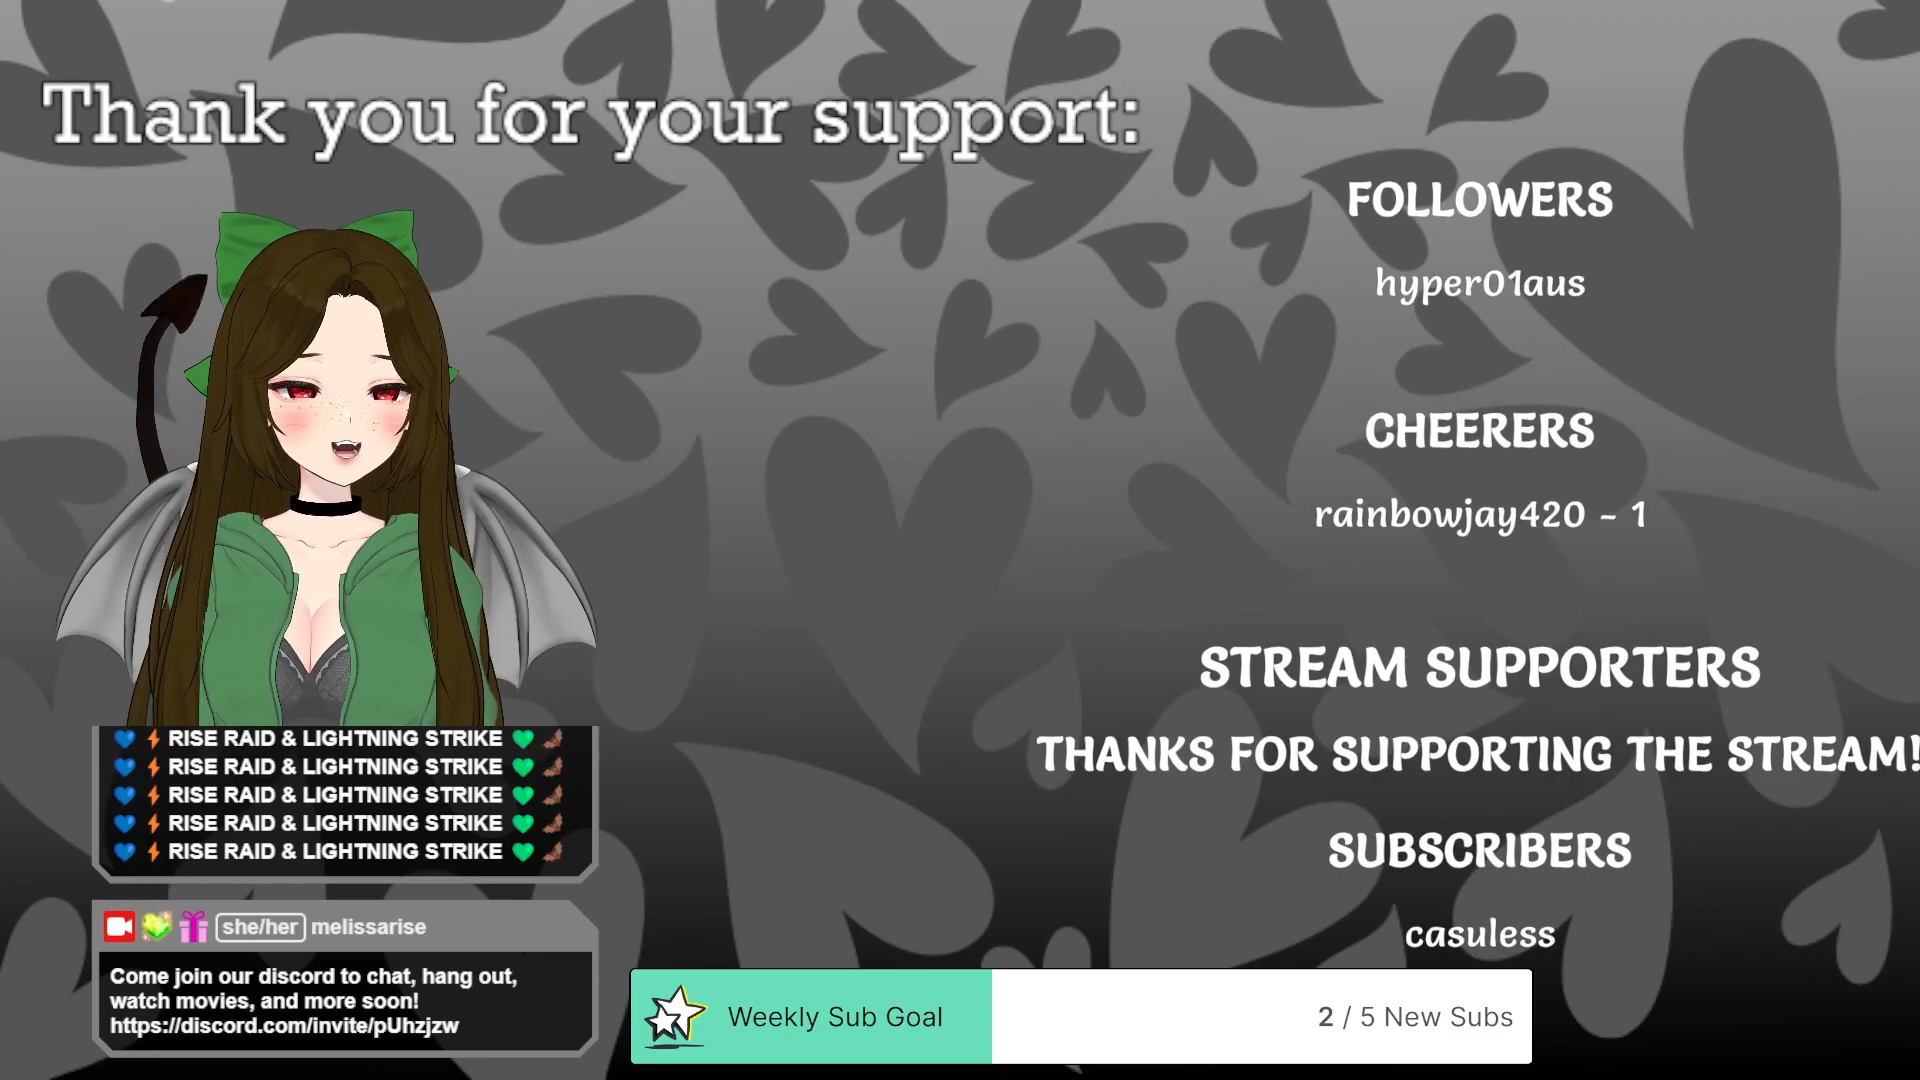 Thank you for your support:
FOLLOWERS
hyper01aus
CHEERERS
rainbowjay420 - 1
STREAM SUPPORTERS
THANKS FOR SUPPORTING THE STREAM!
SUBSCRIBERS
casuless
💙 ⚡ RISE RAID & LIGHTNING STRIKE 💚 🦇
💙 ⚡ RISE RAID & LIGHTNING STRIKE 💚 🦇
💙 ⚡ RISE RAID & LIGHTNING STRIKE 💚 🦇
💙 ⚡ RISE RAID & LIGHTNING STRIKE 💚 🦇
💙 ⚡ RISE RAID & LIGHTNING STRIKE 💚 🦇
she/her melissarise
Come join our discord to chat, hang out,
watch movies, and more soon!
https://discord.com/invite/pUhzjzw
Weekly Sub Goal
2 / 5 New Subs